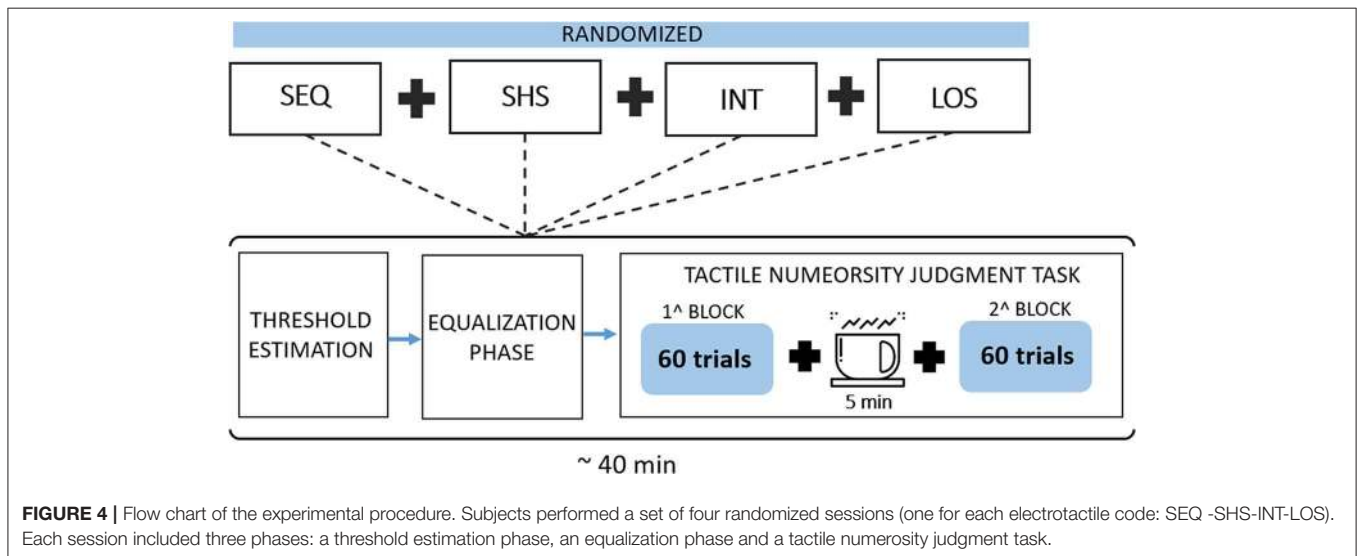 RANDOMIZED
SEQ SHS INT LOS
TACTILE NUMEORSITY JUDGMENT TASK
1^ BLOCK 2^ BLOCK
THRESHOLD
ESTIMATION
EQUALIZATION
PHASE
60 trials 60 trials
5 min
~ 40 min
FIGURE 4 | Flow chart of the experimental procedure. Subjects performed a set of four randomized sessions (one for each electrotactile code: SEQ -SHS-INT-LOS).
Each session included three phases: a threshold estimation phase, an equalization phase and a tactile numerosity judgment task.